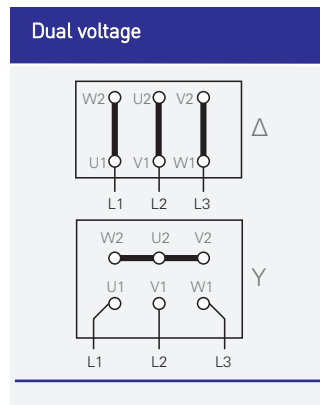 Dual voltage
W2 U2 V2
Δ
U1 V1 W1
L1 L2 L3
W2 U2 V2
Y
U1 V1 W1
L1 L2 L3